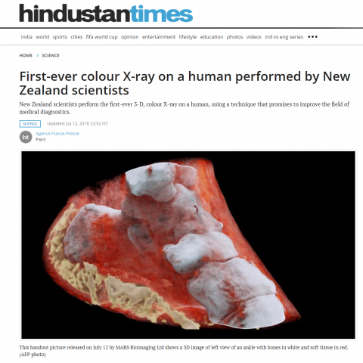 hindustantimes
india world sports cities fifa world cup opinion entertainment lifestyle education photos videos ind vs eng series •••
HOME > SCIENCE
First-ever colour X-ray on a human performed by New
Zealand scientists
New Zealand scientists perform the first-ever 3-D, colour X-ray on a human, using a technique that promises to improve the field of
medical diagnostics.
SCIENCE Updated: Jul 12, 2018 23:02 IST
ht Agence France-Presse
Paris
This handout picture released on July 12 by MARS Bioimaging Ltd shows a 3D image of left view of an ankle with bones in white and soft tissue in red.
(AFP photo)